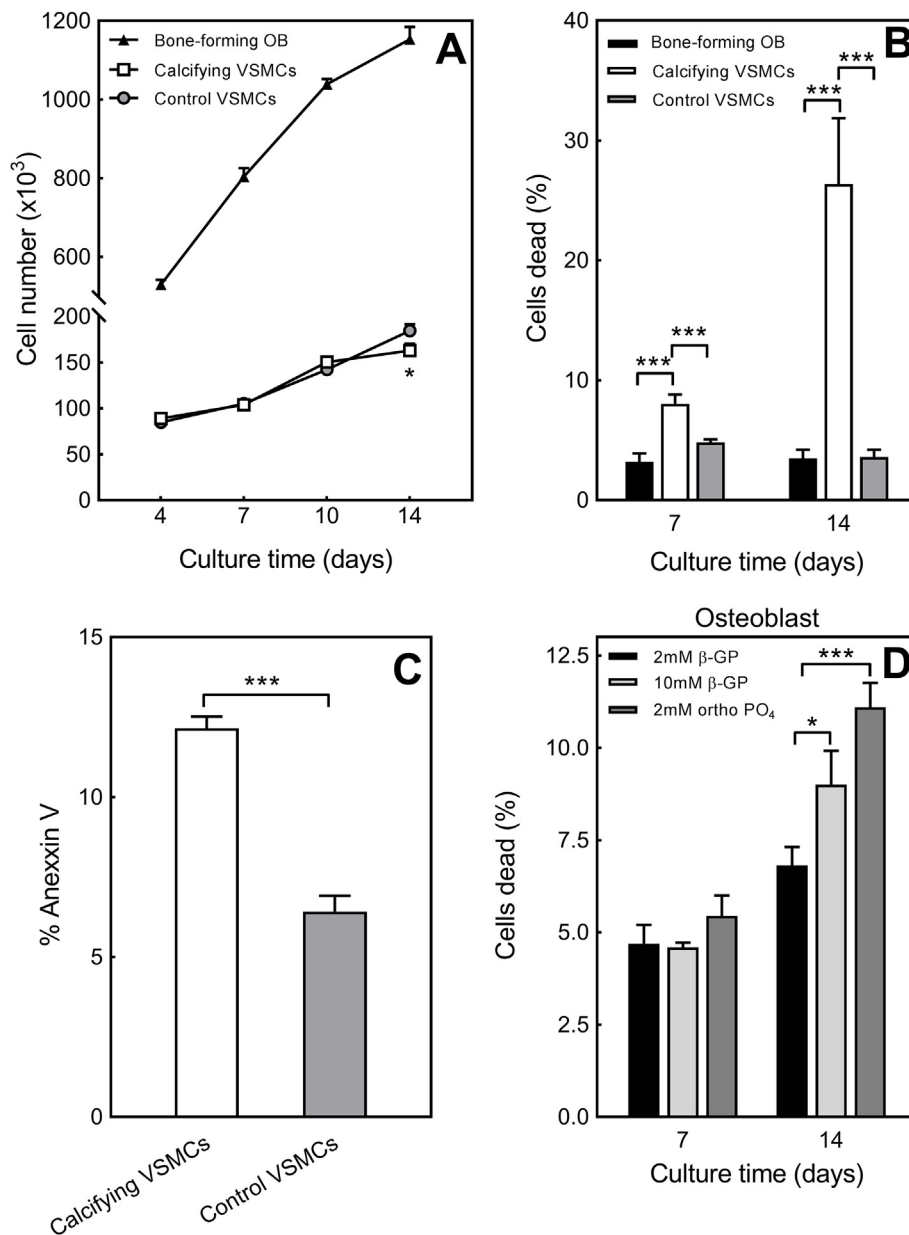 A
Bone-forming OB
Calcifying VSMCs
Control VSMCs
1200
1000
800
600
200
150
100
50
0
Cell number (x10³)
*
4 7 10 14
Culture time (days)
B
Bone-forming OB
Calcifying VSMCs
Control VSMCs
40
30
20
10
0
Cells dead (%)
*** *** *** ***
7 14
Culture time (days)
C
15
10
5
0
% Anexxin V
***
Calcifying VSMCs
Control VSMCs
Osteoblast
D
2mM β-GP
10mM β-GP
2mM ortho PO₄
12.5
10.0
7.5
5.0
2.5
0.0
Cells dead (%)
***
*
7 14
Culture time (days)